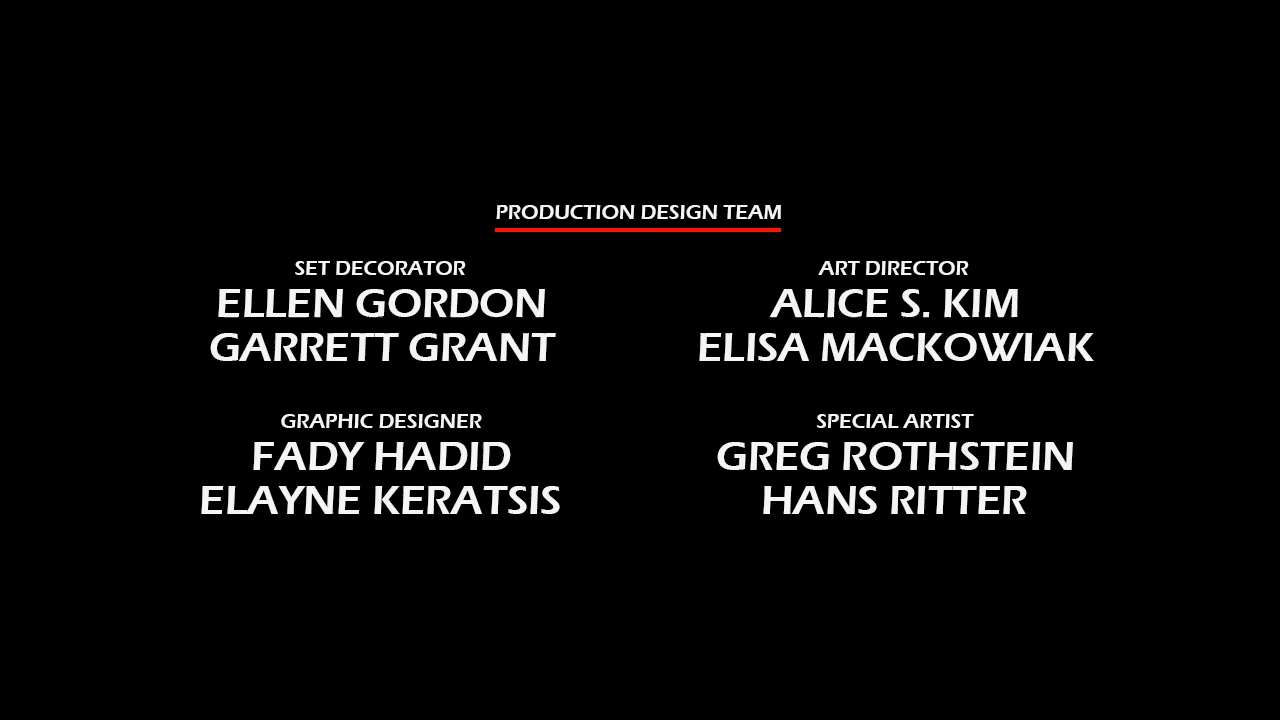 PRODUCTION DESIGN TEAM
SET DECORATOR
ELLEN GORDON
GARRETT GRANT
ART DIRECTOR
ALICE S. KIM
ELISA MACKOWIAK
GRAPHIC DESIGNER
FADY HADID
ELAYNE KERATSIS
SPECIAL ARTIST
GREG ROTHSTEIN
HANS RITTER